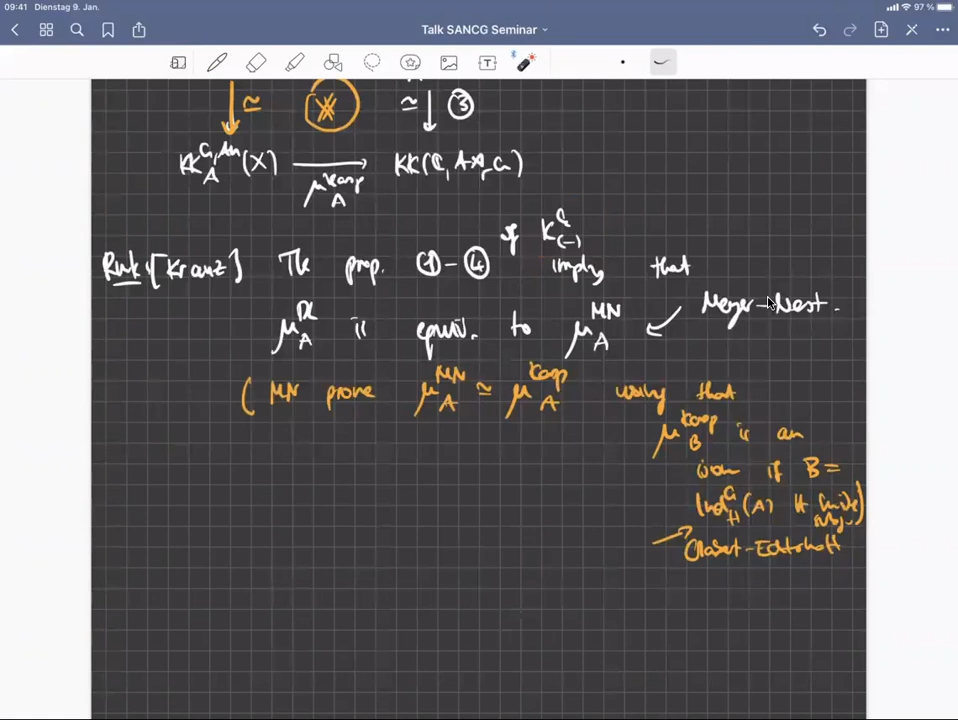 09:41 Dienstag 9. Jan. 97 %
Talk SANCG Seminar
≃ ※ ≃ ↓ ③
KK_A^{G,An}(X) → KK(ℂ, A⋊_r G)
μ_A^{Kasp}
Rmk [Kranz] The prop. ①-④ of K^G_{(-)} imply that
μ_A^{DL} is equiv. to μ_A^{MN} ↙ Meyer-Nest.
( MN prove μ_A^{MN} ≃ μ_A^{Kasp} using that
μ_B^{Kasp} is an
isom if B =
Ind_H^G(A) H finite
subgr. )
→ Chabert-Echterhoff